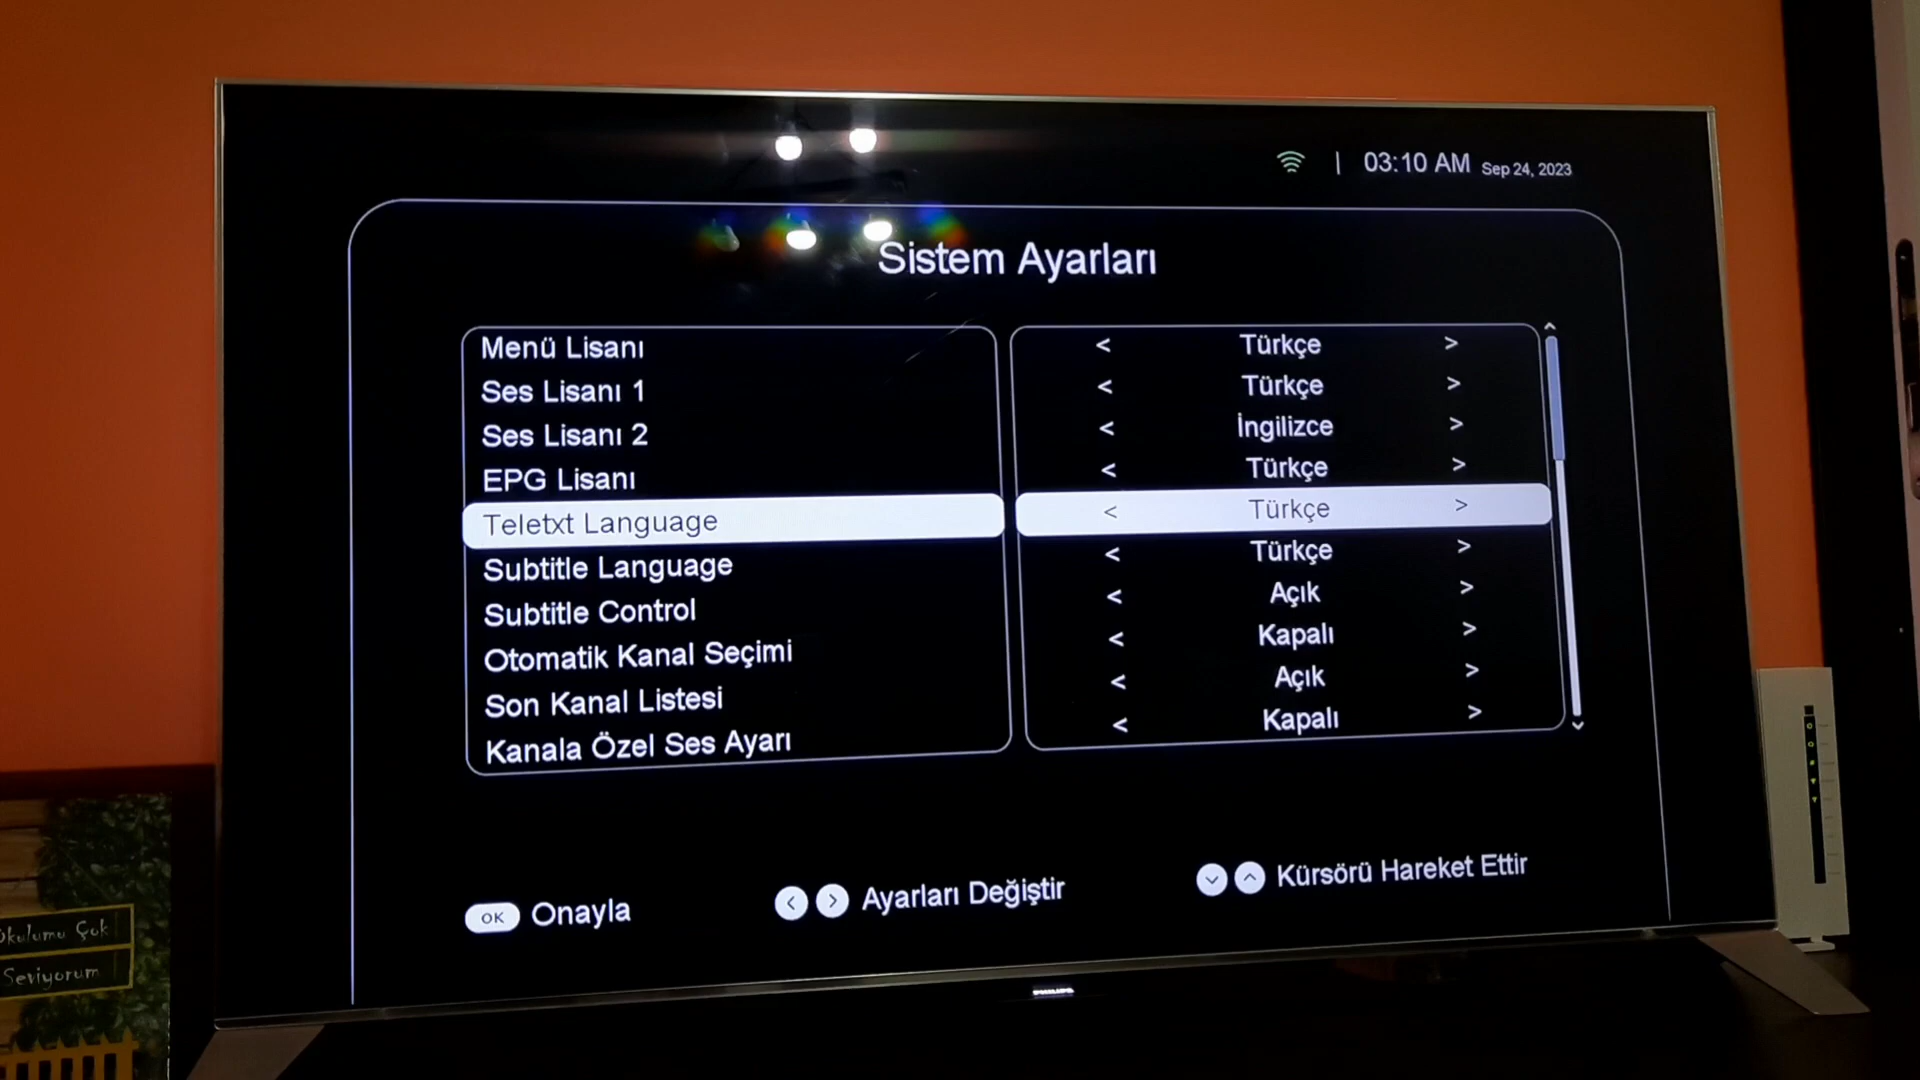 03:10 AM Sep 24, 2023
Sistem Ayarları
Menü Lisanı < Türkçe >
Ses Lisanı 1 < Türkçe >
Ses Lisanı 2 < İngilizce >
EPG Lisanı < Türkçe >
Teletxt Language < Türkçe >
Subtitle Language < Türkçe >
Subtitle Control < Açık >
Otomatik Kanal Seçimi < Kapalı >
Son Kanal Listesi < Açık >
Kanala Özel Ses Ayarı < Kapalı >
OK Onayla
< > Ayarları Değiştir
Kürsörü Hareket Ettir
PHILIPS
Okulumu Çok
Seviyorum